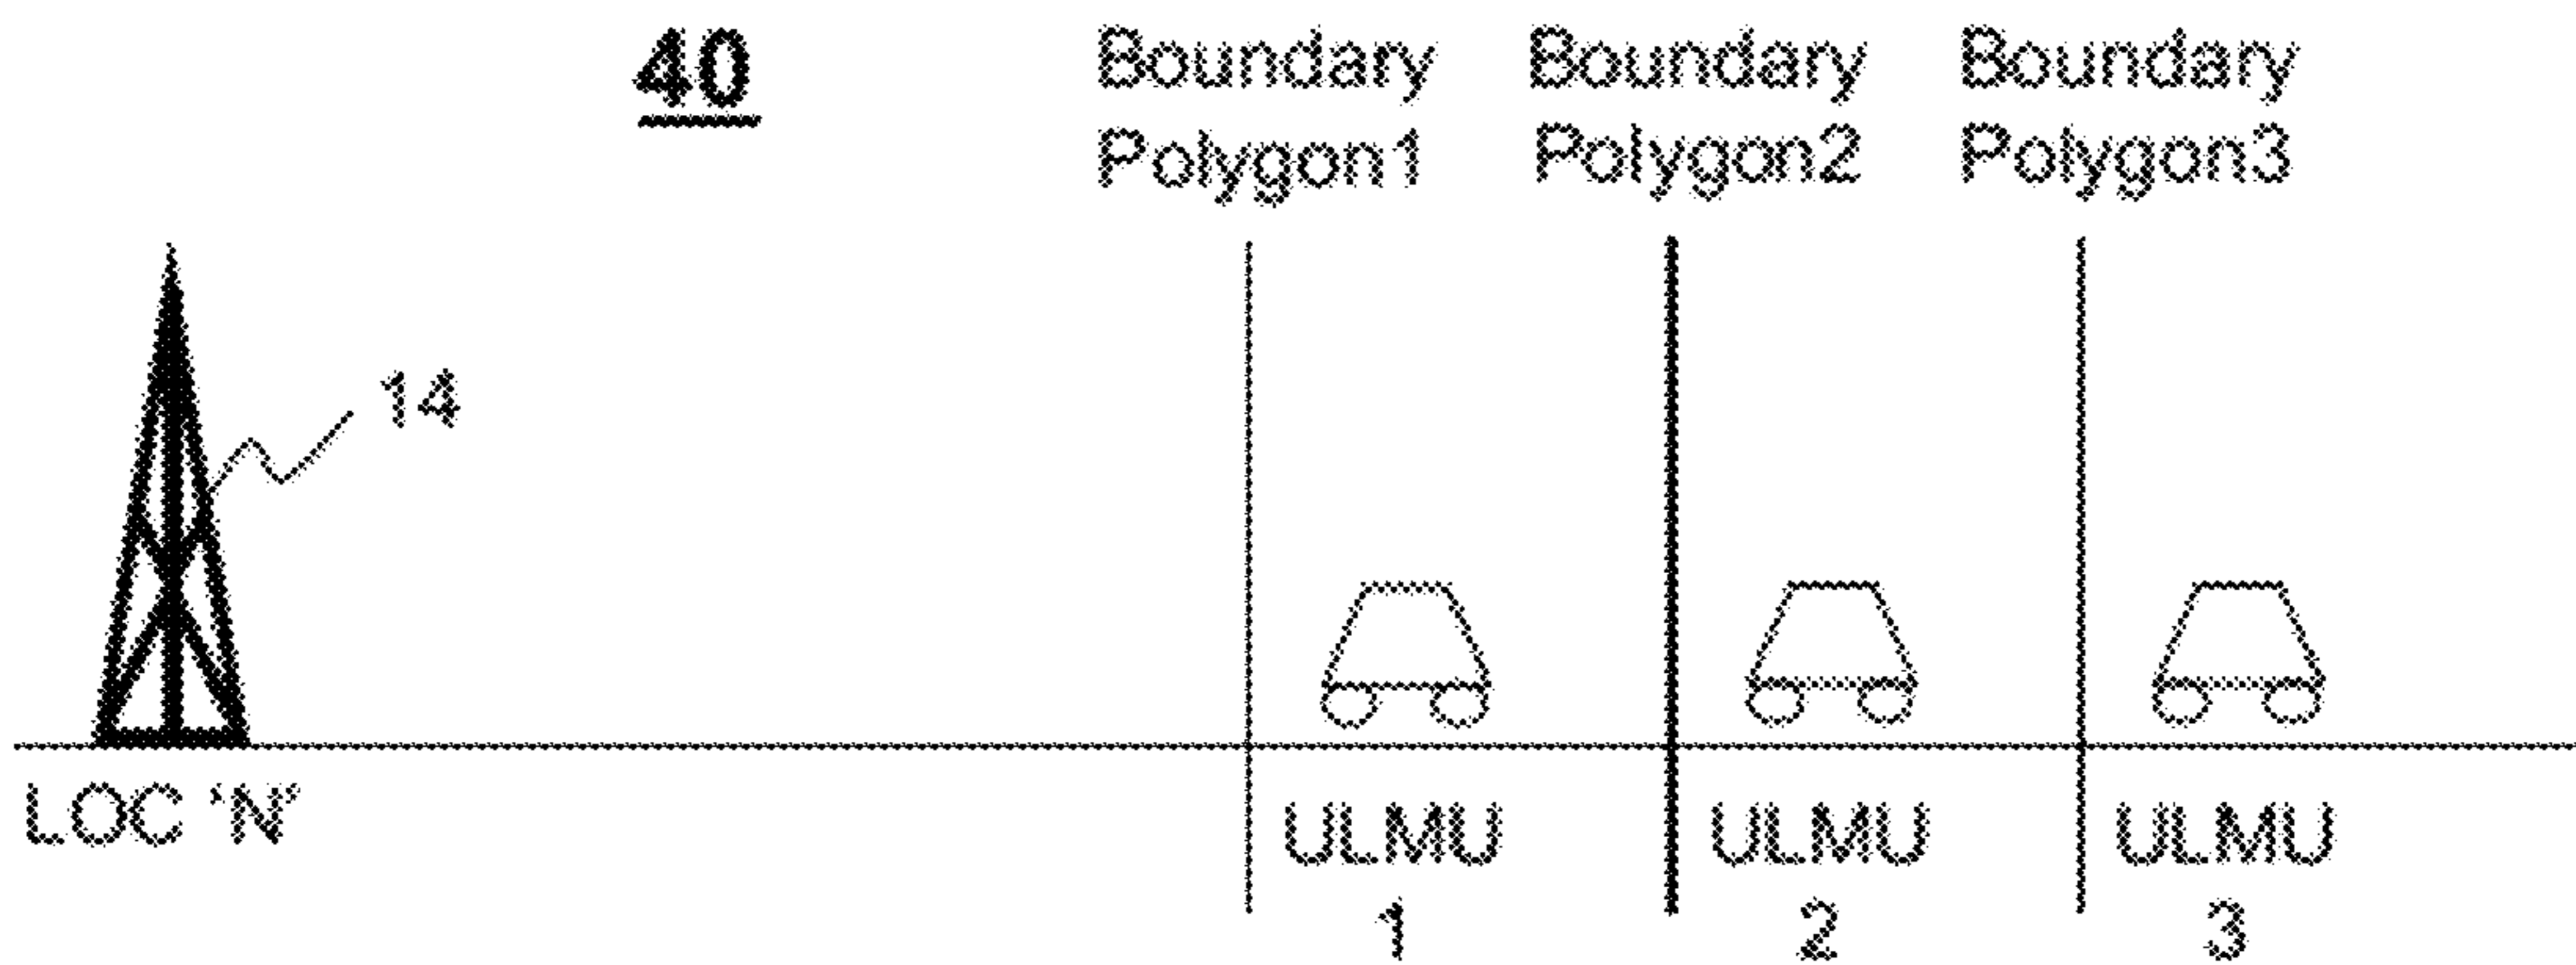 40
Boundary
Polygon1
Boundary
Polygon2
Boundary
Polygon3
14
LOC 'N'
ULMU
1
ULMU
2
ULMU
3